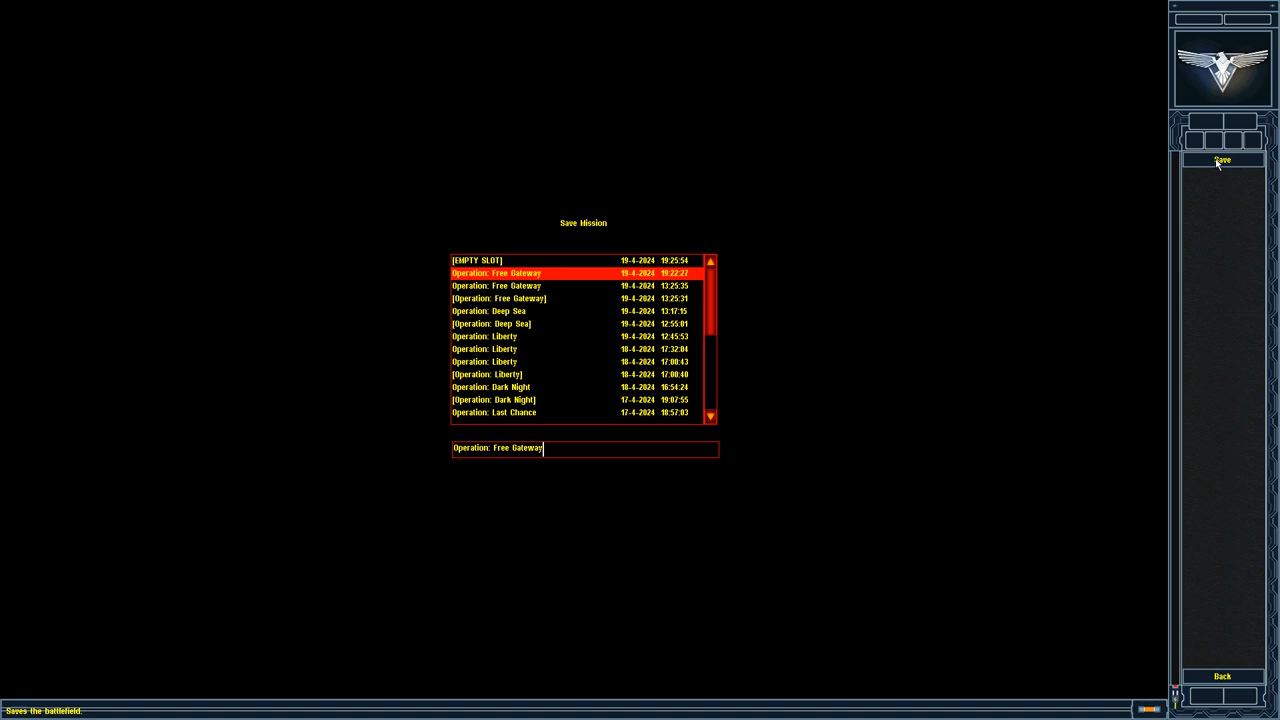 Save
Save Mission
[EMPTY SLOT] 19-4-2024 19:25:54
Operation: Free Gateway 19-4-2024 19:22:27
Operation: Free Gateway 19-4-2024 13:25:35
[Operation: Free Gateway] 19-4-2024 13:25:31
Operation: Deep Sea 19-4-2024 13:17:15
[Operation: Deep Sea] 19-4-2024 12:55:01
Operation: Liberty 19-4-2024 12:45:53
Operation: Liberty 18-4-2024 17:32:04
Operation: Liberty 18-4-2024 17:08:43
[Operation: Liberty] 18-4-2024 17:00:40
Operation: Dark Night 18-4-2024 16:54:24
[Operation: Dark Night] 17-4-2024 19:07:55
Operation: Last Chance 17-4-2024 18:57:03
Operation: Free Gateway
Back
Saves the battlefield.